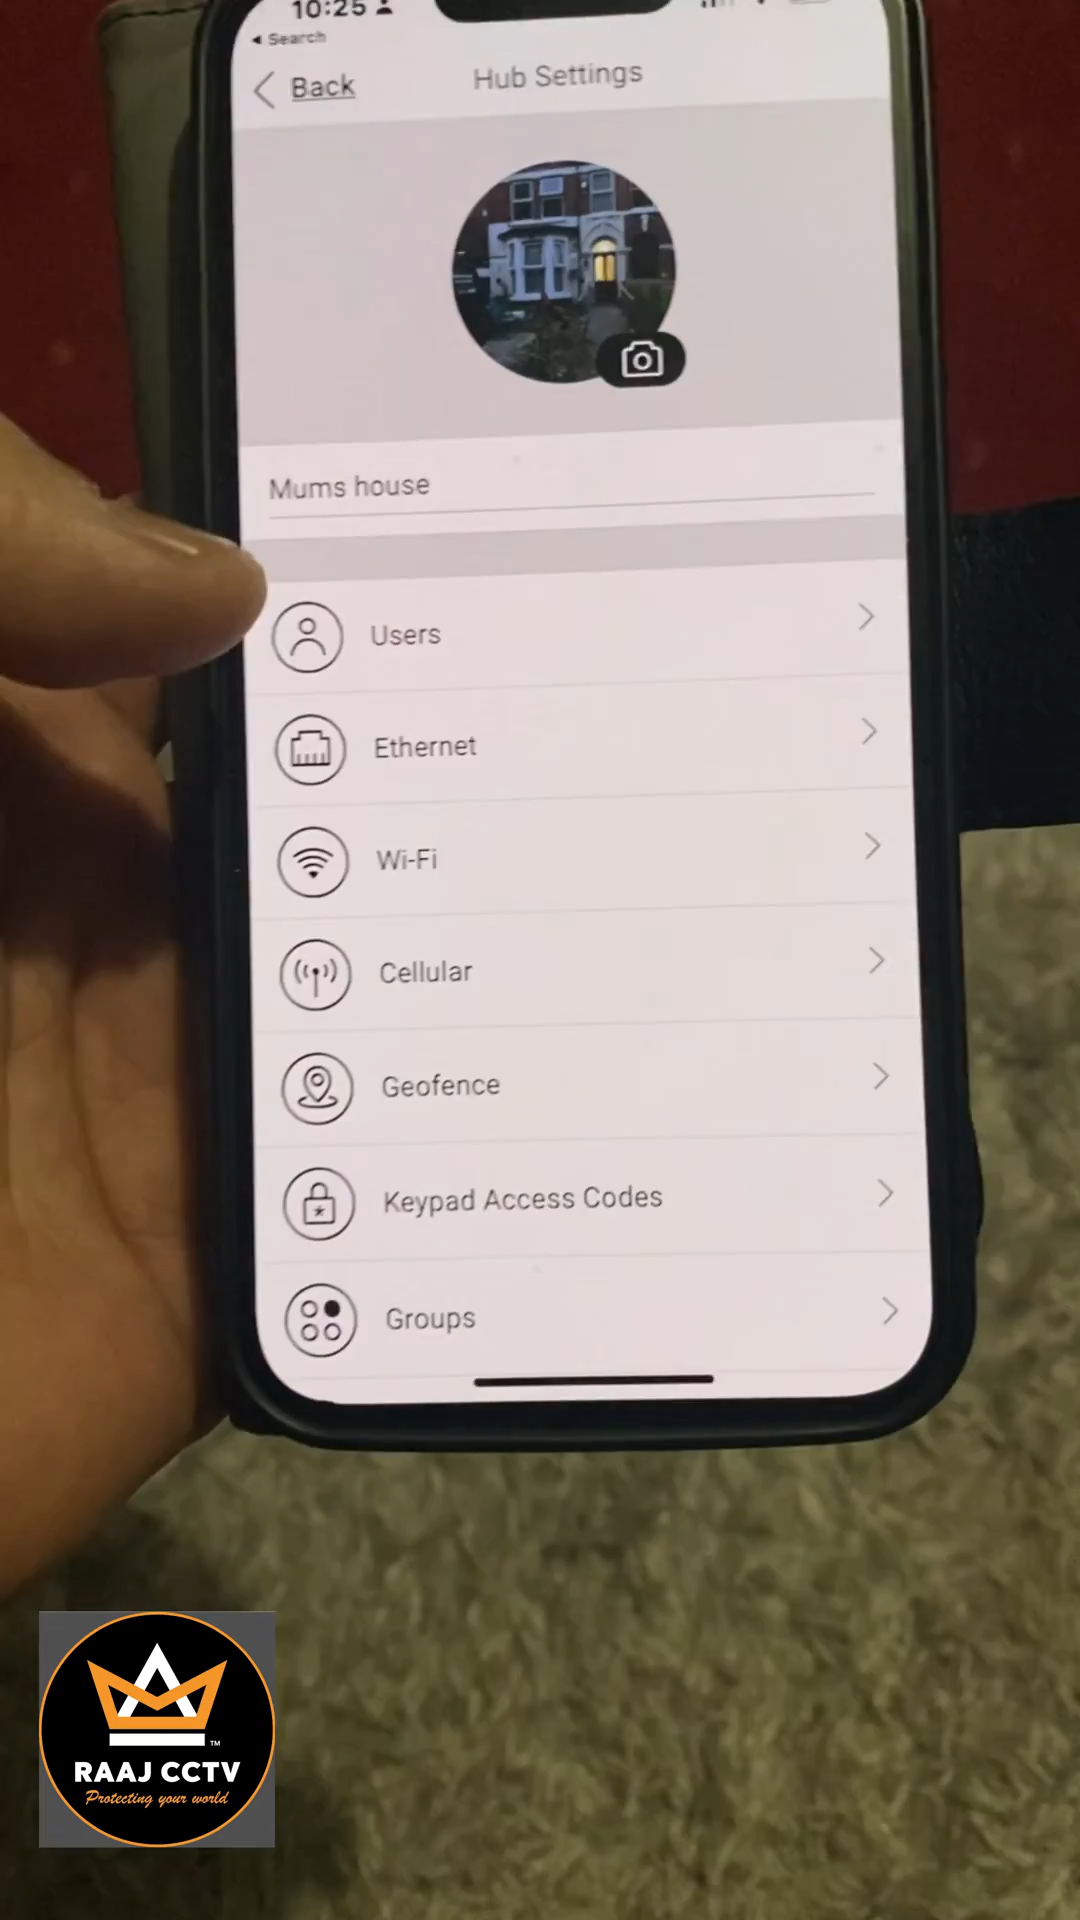 10:25
Search
Back
Hub Settings
Mums house
Users
Ethernet
Wi-Fi
Cellular
Geofence
Keypad Access Codes
Groups
RAAJ CCTV
TM
Protecting your world